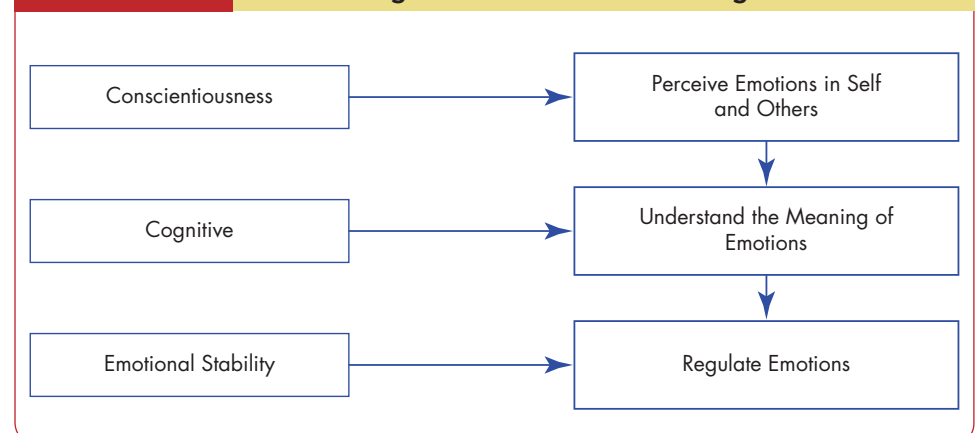 Conscientiousness
Perceive Emotions in Self
and Others
Cognitive
Understand the Meaning of
Emotions
Emotional Stability
Regulate Emotions